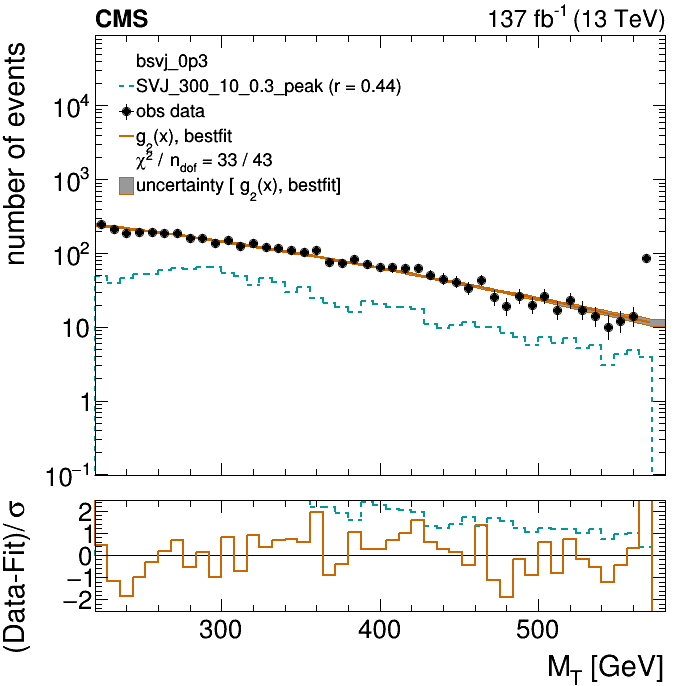 CMS 137 fb⁻¹ (13 TeV)
bsvj_0p3
SVJ_300_10_0.3_peak (r = 0.44)
obs data
g₂(x), bestfit
χ² / n_dof = 33 / 43
uncertainty [ g₂(x), bestfit]
number of events
10⁴
10³
10²
10
1
10⁻¹
(Data-Fit)/ σ
2
1
0
−1
−2
300 400 500
M_T [GeV]